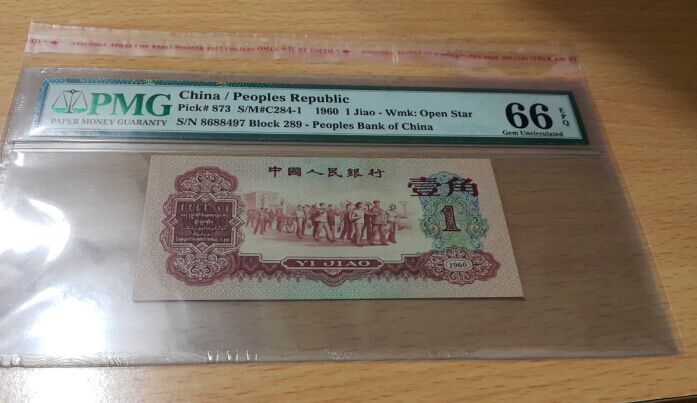 PMG
PAPER MONEY GUARANTY
China / Peoples Republic
Pick# 873 S/M#C284-1 1960 1 Jiao - Wmk: Open Star
S/N 8688497 Block 289 - Peoples Bank of China
66 EPQ
Gem Uncirculated
中國人民銀行
壹角
1
YI JIAO
1960